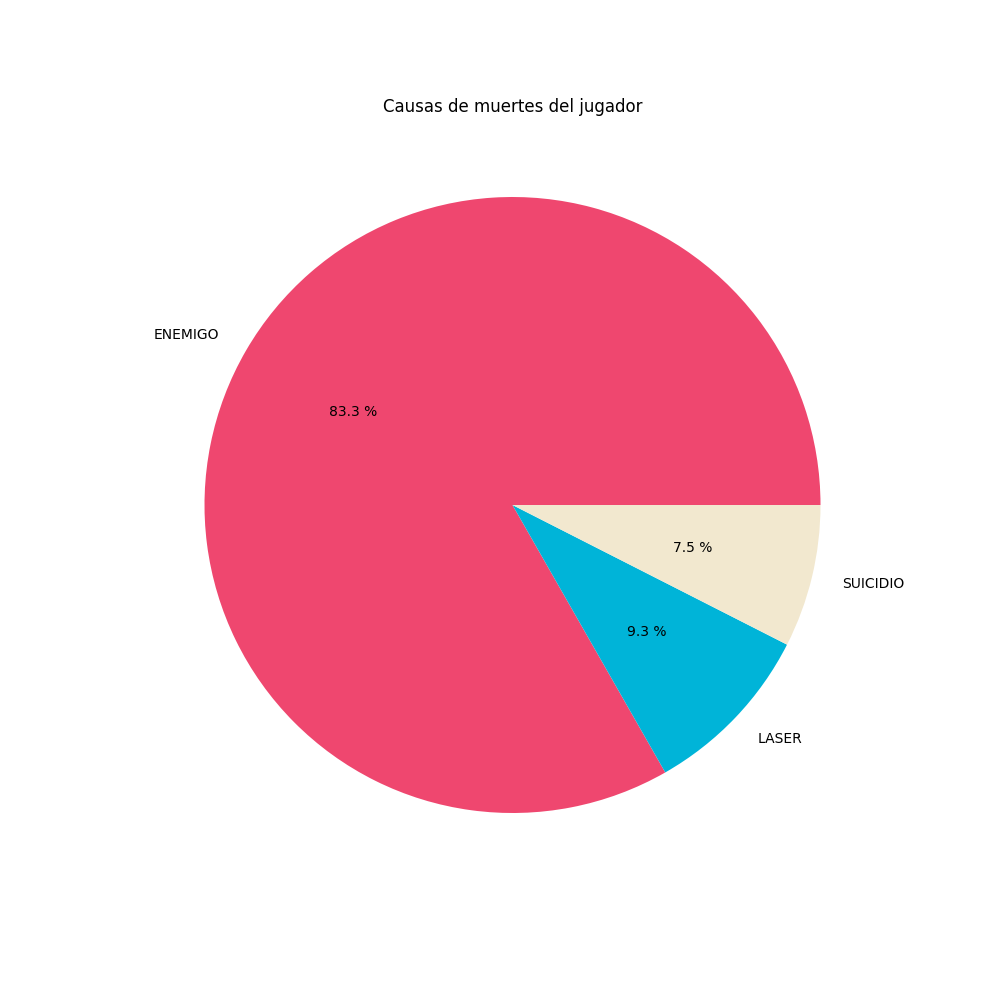 Causas de muertes del jugador
ENEMIGO
83.3 %
7.5 %
SUICIDIO
9.3 %
LASER